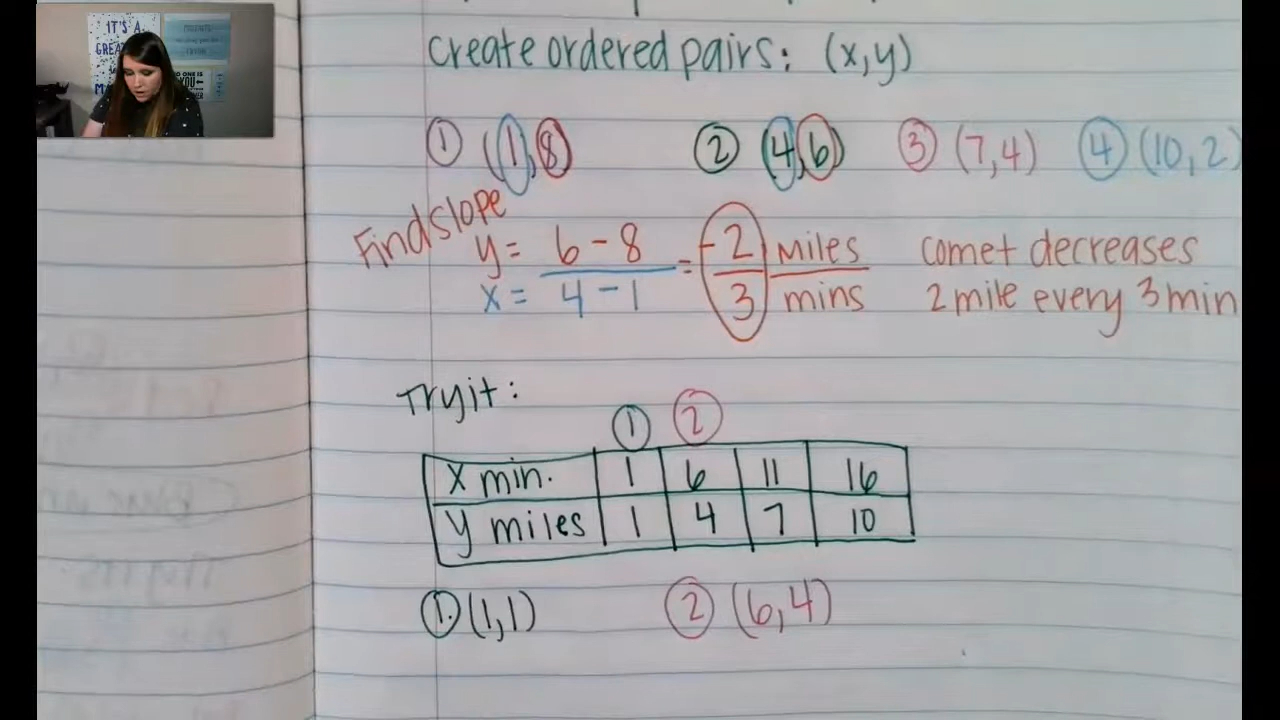 IT'S A
GREA
create ordered pairs: (x,y)
① (1,8) ② (4,6) ③ (7,4) ④ (10,2)
Find slope
y = 6 - 8 = -2 miles comet decreases
x = 4 - 1 3 mins 2 mile every 3 min
Try it:
① ②
X min. 1 6 11 16
y miles 1 4 7 10
①. (1,1) ② (6,4)